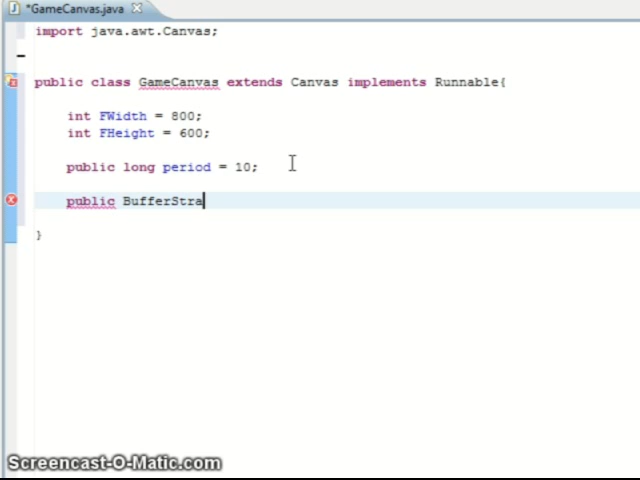 *GameCanvas.java
import java.awt.Canvas;
public class GameCanvas extends Canvas implements Runnable{
int FWidth = 800;
int FHeight = 600;
public long period = 10;
public BufferStra
}
Screencast-O-Matic.com